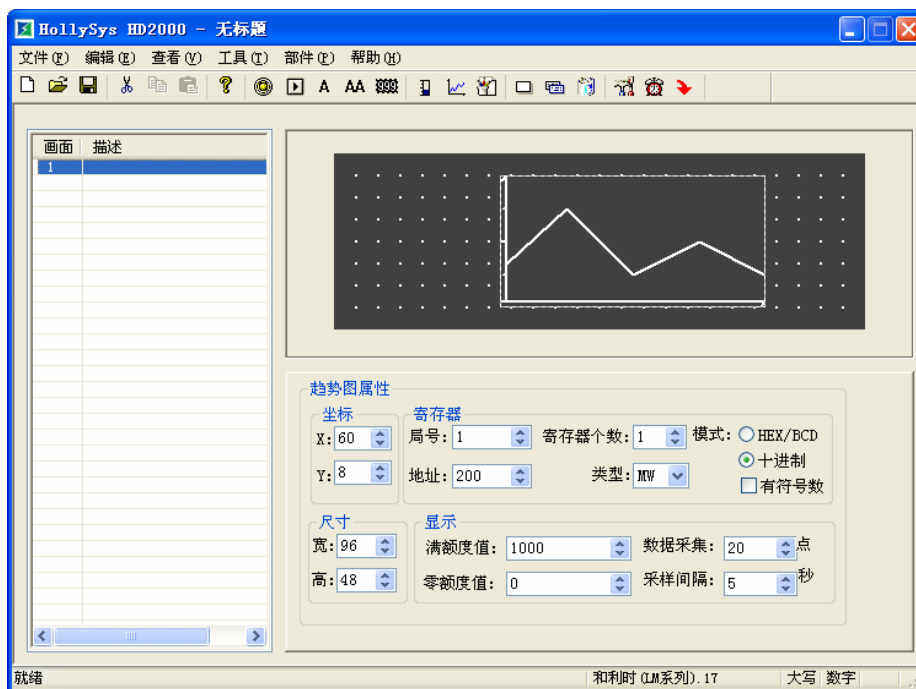 HollySys HD2000 - 无标题
文件(F) 编辑(E) 查看(V) 工具(T) 部件(P) 帮助(H)
A AA
画面 描述
1
趋势图属性
坐标 寄存器
X: 60 局号: 1 寄存器个数: 1 模式: HEX/BCD
十进制
Y: 8 地址: 200 类型: MW 有符号数
尺寸 显示
宽: 96 满额度值: 1000 数据采集: 20 点
高: 48 零额度值: 0 采样间隔: 5 秒
就绪 和利时(LM系列).17 大写 数字